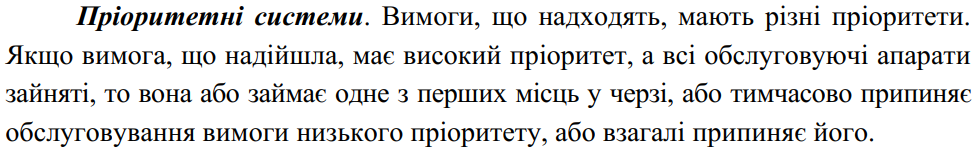 Пріоритетні системи. Вимоги, що надходять, мають різні пріоритети.
Якщо вимога, що надійшла, має високий пріоритет, а всі обслуговуючі апарати
зайняті, то вона або займає одне з перших місць у черзі, або тимчасово припиняє
обслуговування вимоги низького пріоритету, або взагалі припиняє його.